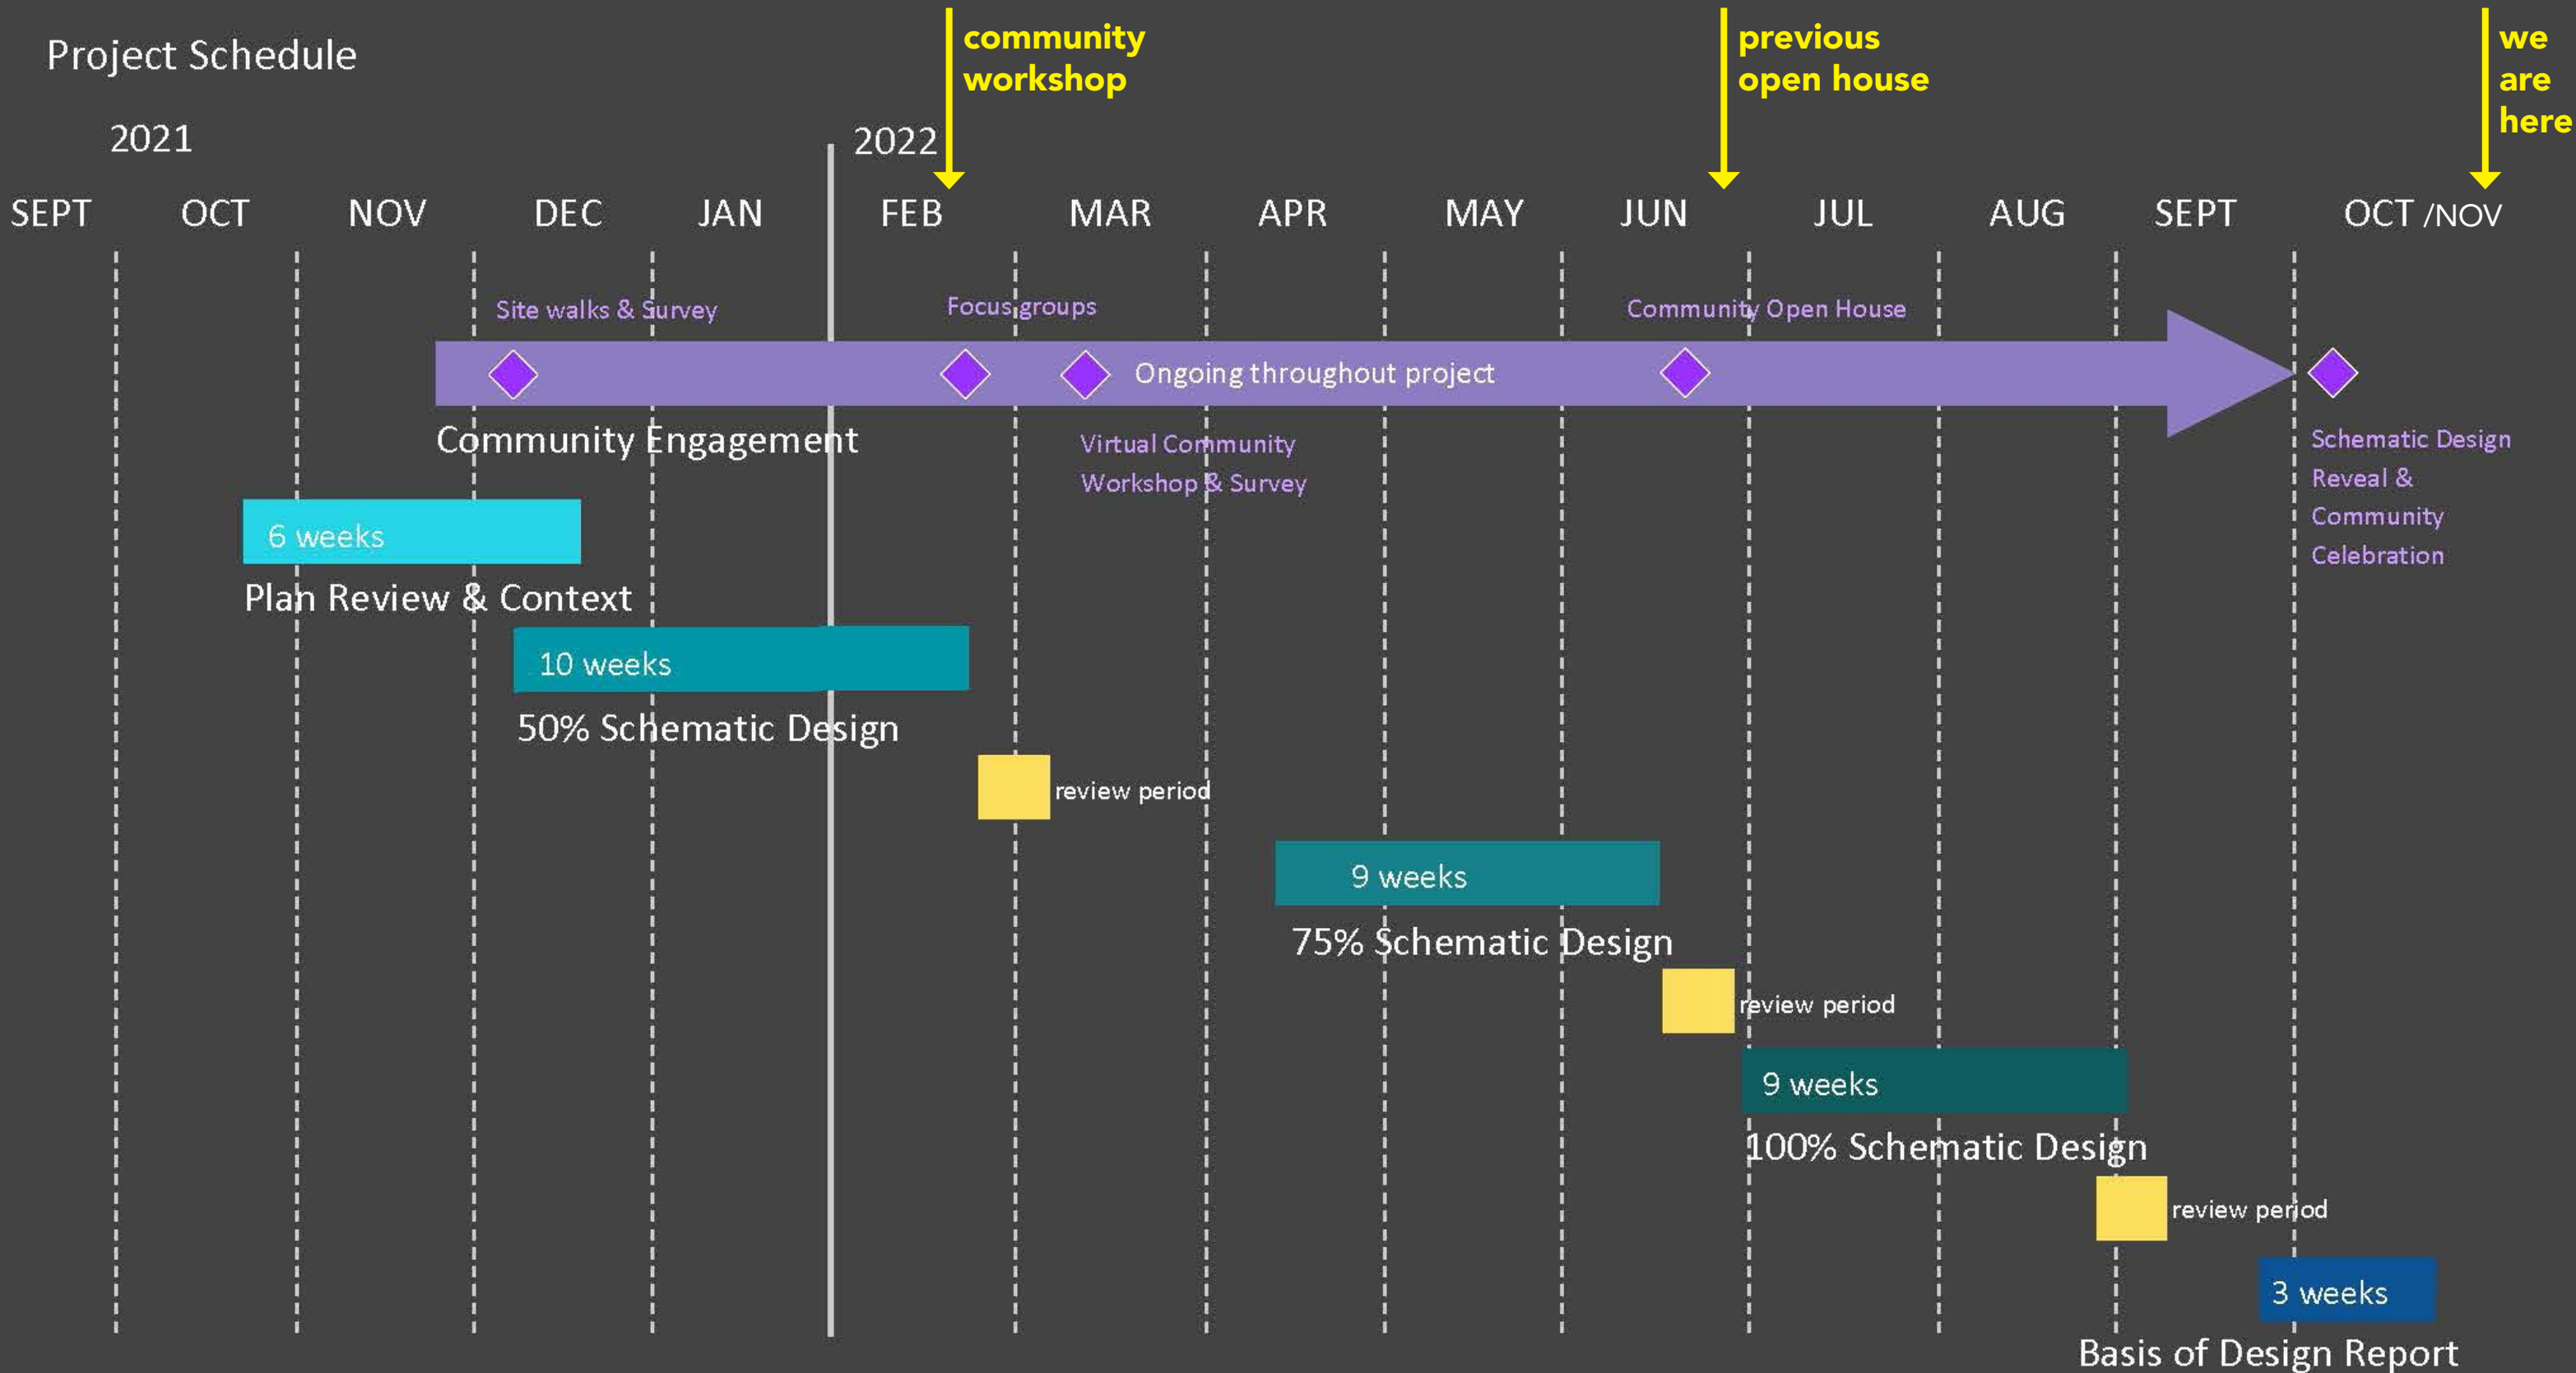 Project Schedule
community
workshop
previous
open house
we
are
here
2021
2022
SEPT OCT NOV DEC JAN FEB MAR APR MAY JUN JUL AUG SEPT OCT /NOV
Site walks & Survey
Focus groups
Community Open House
Ongoing throughout project
Community Engagement
Virtual Community
Workshop & Survey
Schematic Design
Reveal &
Community
Celebration
6 weeks
Plan Review & Context
10 weeks
50% Schematic Design
review period
9 weeks
75% Schematic Design
review period
9 weeks
100% Schematic Design
review period
3 weeks
Basis of Design Report